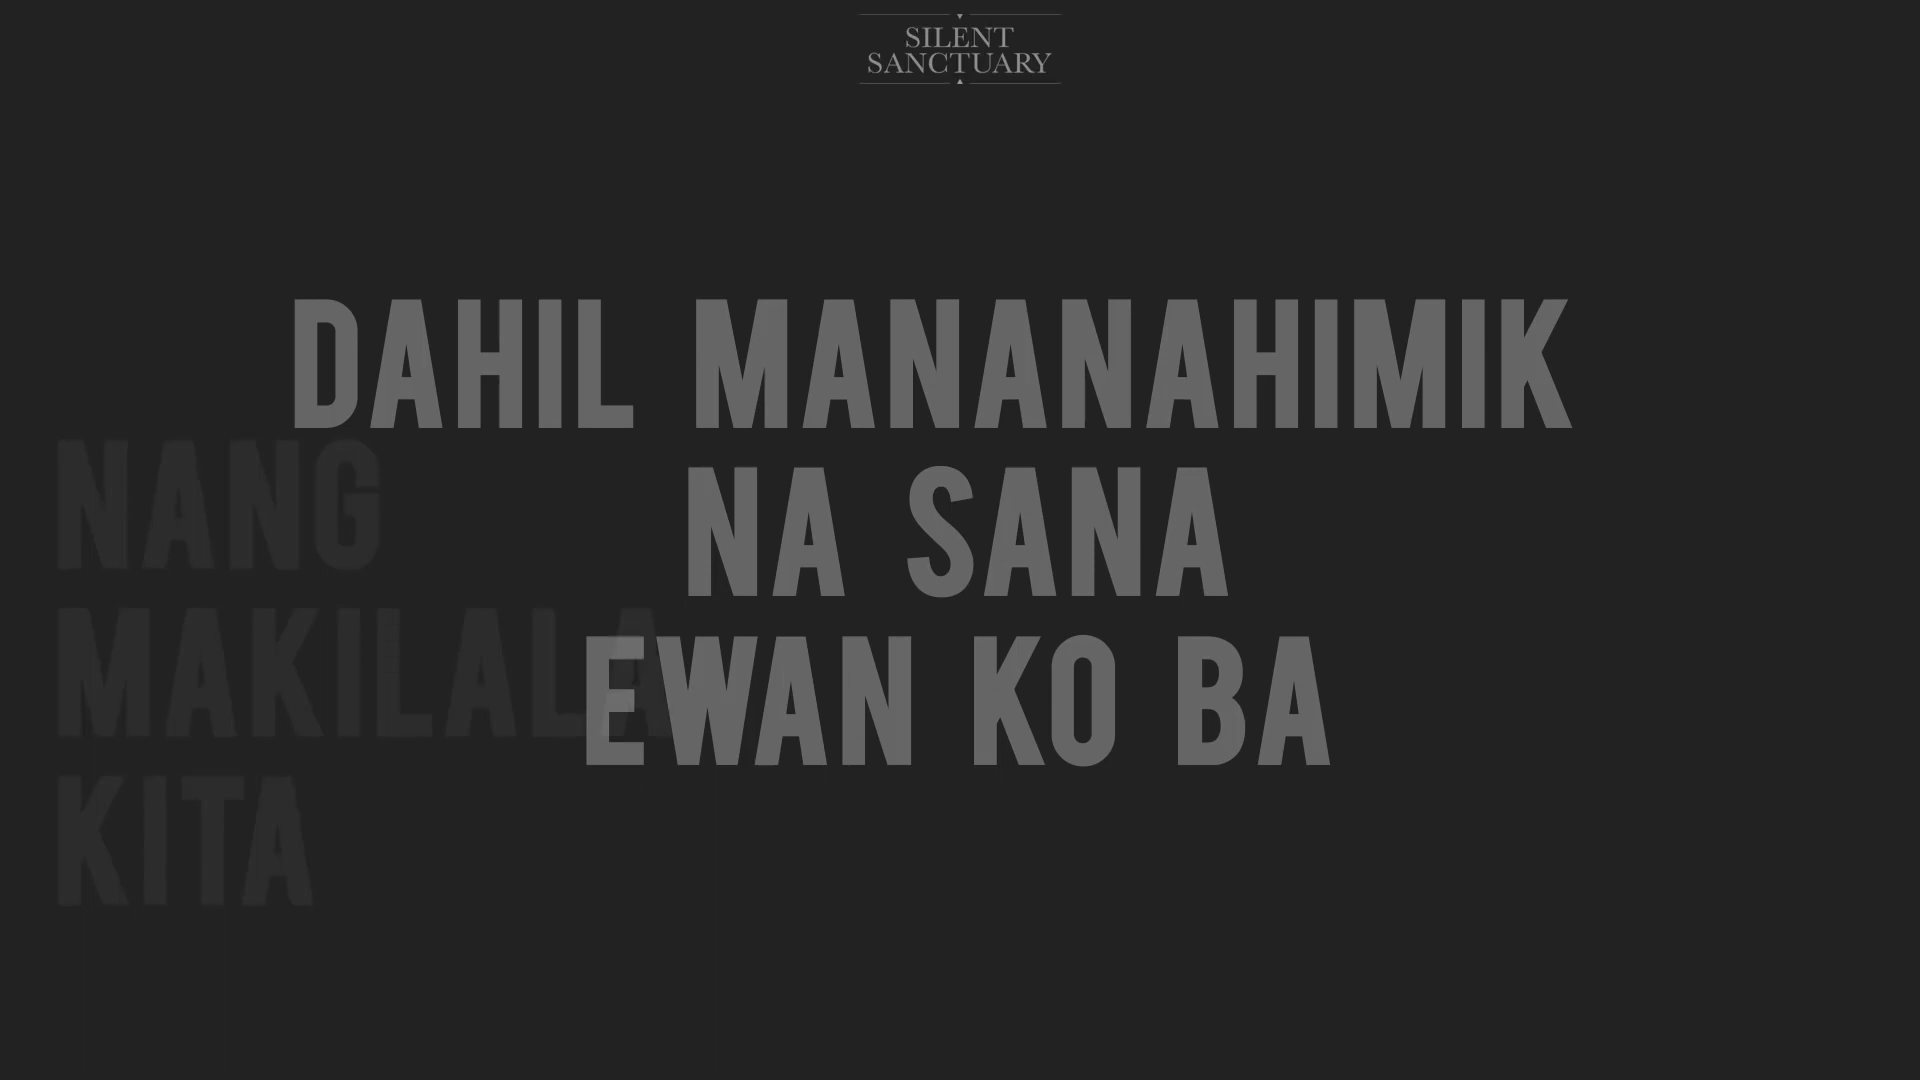 SILENT
SANCTUARY
DAHIL MANANAHIMIK
NA SANA
EWAN KO BA
NANG
MAKILALA
KITA